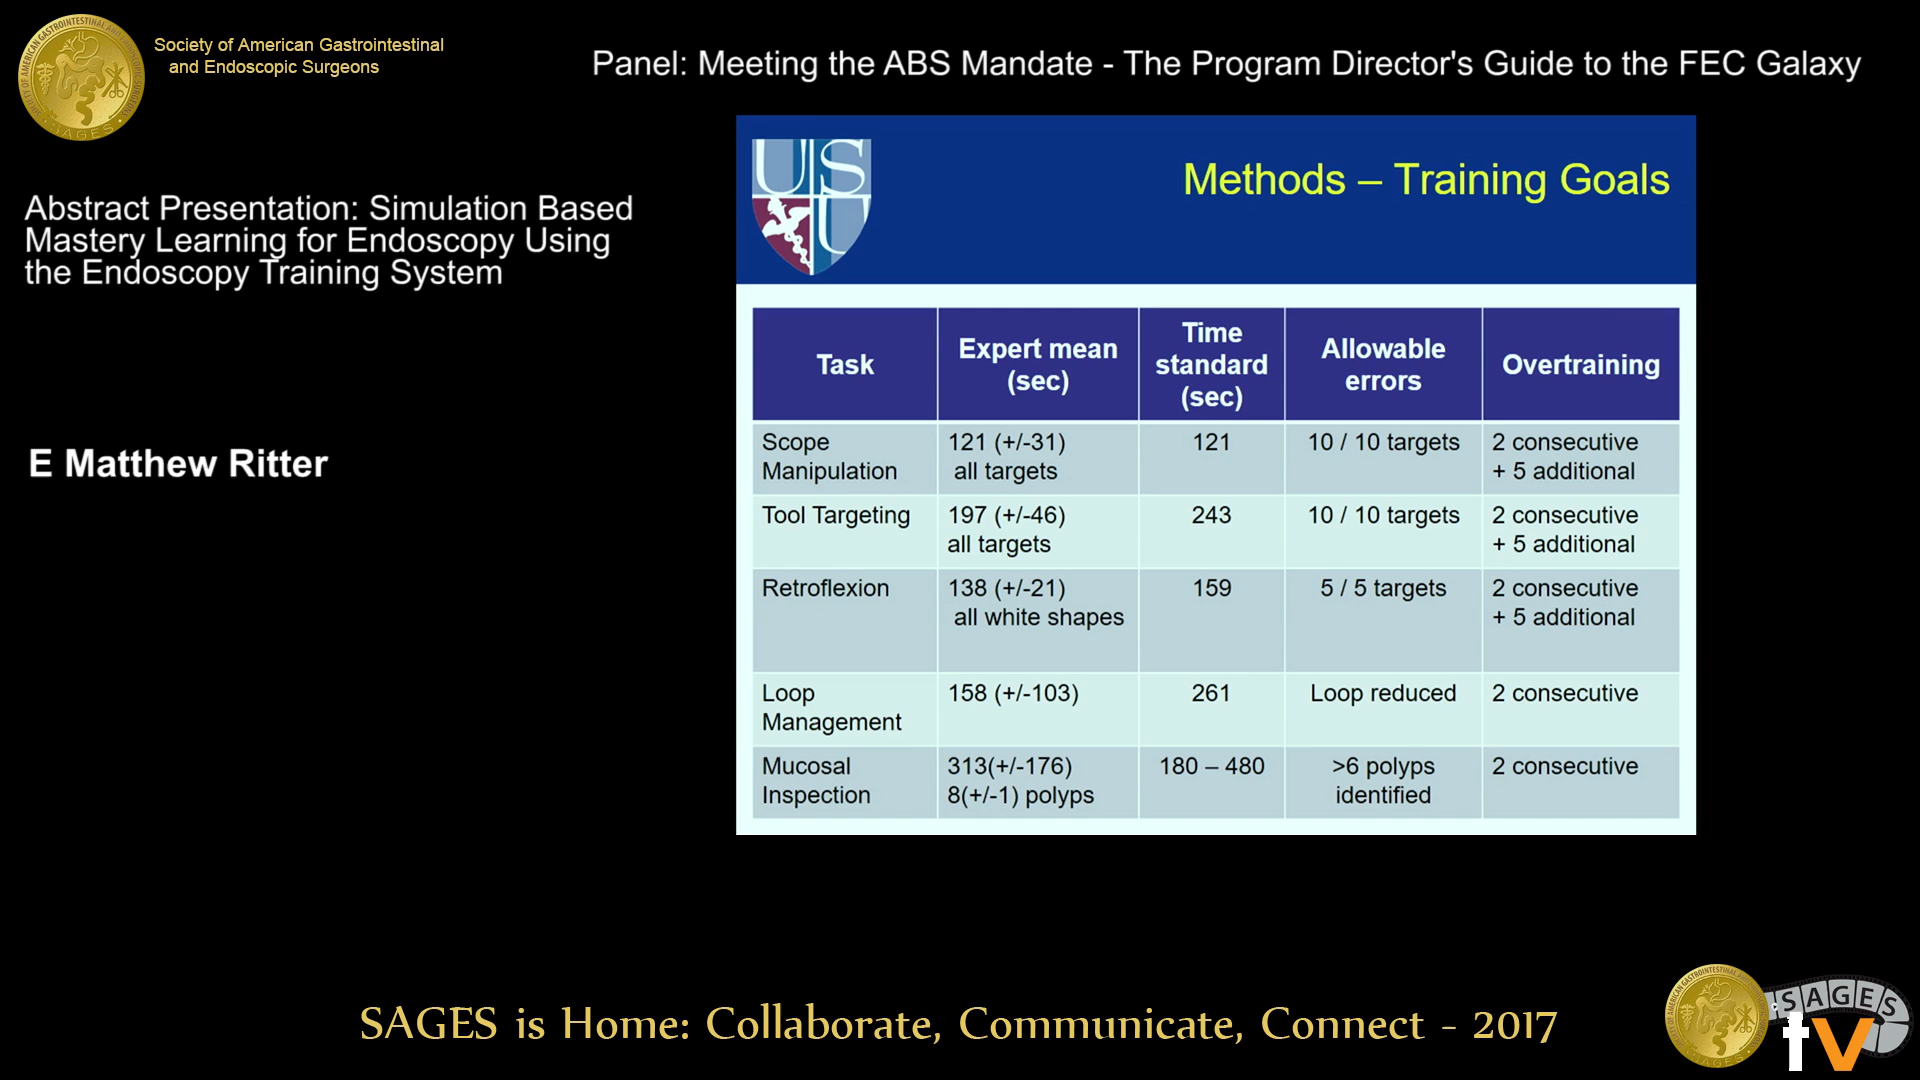 Society of American Gastrointestinal
and Endoscopic Surgeons
Panel: Meeting the ABS Mandate - The Program Director's Guide to the FEC Galaxy
Abstract Presentation: Simulation Based
Mastery Learning for Endoscopy Using
the Endoscopy Training System
E Matthew Ritter
USU
Methods – Training Goals
Task
Expert mean
(sec)
Time
standard
(sec)
Allowable
errors
Overtraining
Scope
Manipulation
121 (+/-31)
all targets
121
10 / 10 targets
2 consecutive
+ 5 additional
Tool Targeting
197 (+/-46)
all targets
243
10 / 10 targets
2 consecutive
+ 5 additional
Retroflexion
138 (+/-21)
all white shapes
159
5 / 5 targets
2 consecutive
+ 5 additional
Loop
Management
158 (+/-103)
261
Loop reduced
2 consecutive
Mucosal
Inspection
313(+/-176)
8(+/-1) polyps
180 – 480
>6 polyps
identified
2 consecutive
SAGES is Home: Collaborate, Communicate, Connect - 2017
SAGES
tv